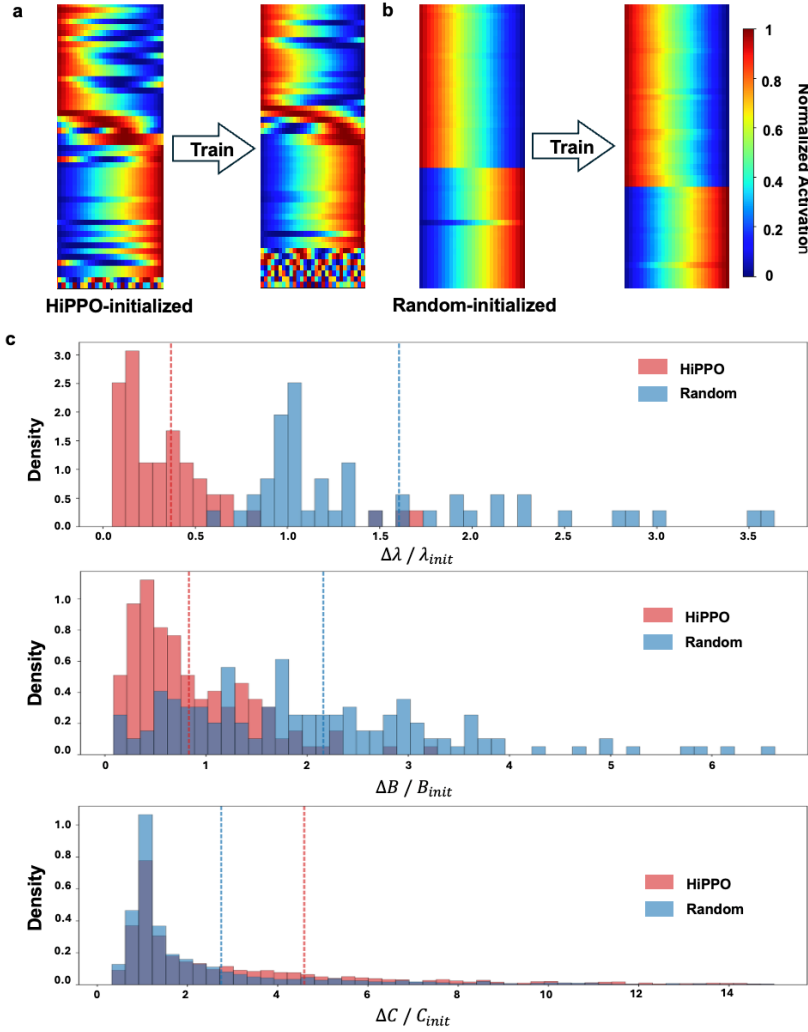 a
b
Train
Train
HiPPO-initialized
Random-initialized
1
0.8
0.6
0.4
0.2
0
Normalized Activation
c
3.0
2.5
2.0
1.5
1.0
0.5
0.0
Density
HiPPO
Random
0.0 0.5 1.0 1.5 2.0 2.5 3.0 3.5
Δλ / λinit
1.0
0.8
0.6
0.4
0.2
0.0
Density
HiPPO
Random
0 1 2 3 4 5 6
ΔB / Binit
1.0
0.8
0.6
0.4
0.2
0.0
Density
HiPPO
Random
0 2 4 6 8 10 12 14
ΔC / Cinit